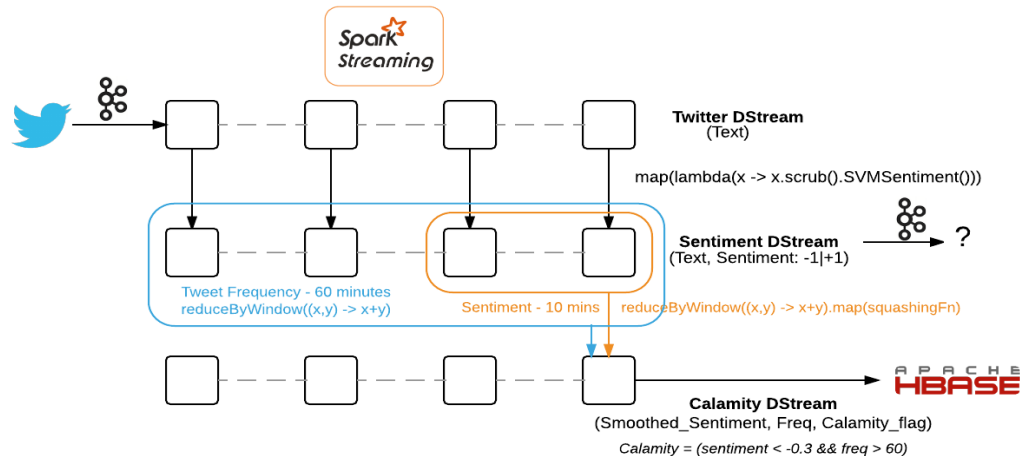 Spark
Streaming
Twitter DStream
(Text)
map(lambda(x -> x.scrub().SVMSentiment()))
Sentiment DStream
(Text, Sentiment: -1|+1)
?
Tweet Frequency - 60 minutes
reduceByWindow((x,y) -> x+y)
Sentiment - 10 mins
reduceByWindow((x,y) -> x+y).map(squashingFn)
APACHE
HBASE
Calamity DStream
(Smoothed_Sentiment, Freq, Calamity_flag)
Calamity = (sentiment < -0.3 && freq > 60)